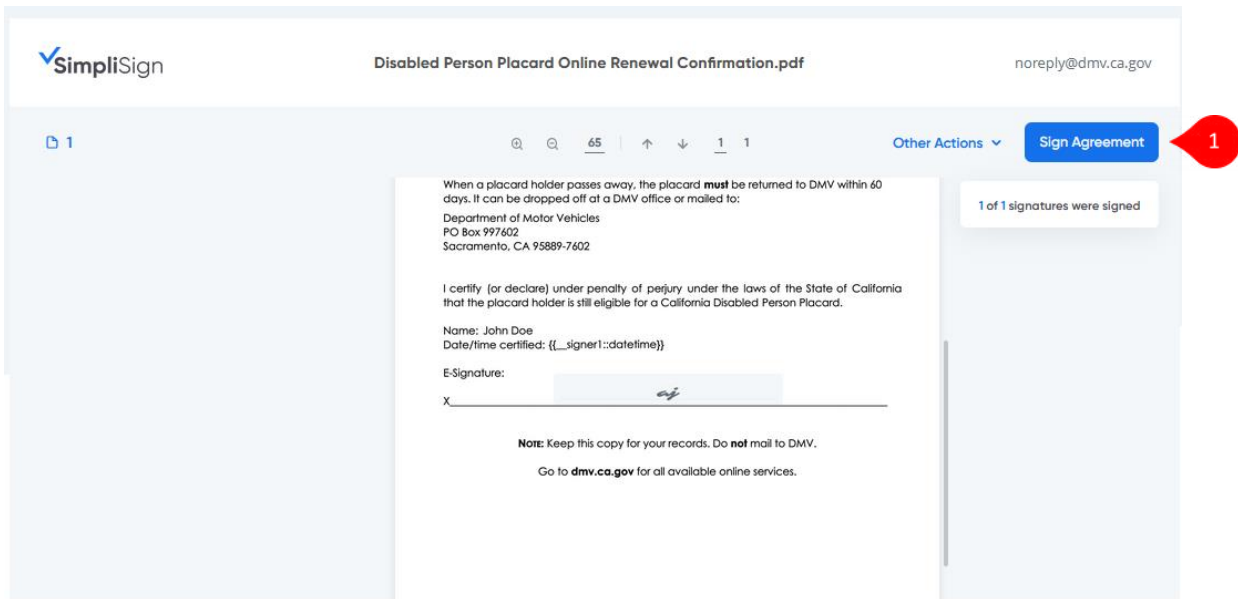 SimpliSign
Disabled Person Placard Online Renewal Confirmation.pdf
noreply@dmv.ca.gov
1
65
1 1
Other Actions
Sign Agreement
1
1 of 1 signatures were signed
When a placard holder passes away, the placard must be returned to DMV within 60
days. It can be dropped off at a DMV office or mailed to:
Department of Motor Vehicles
PO Box 997602
Sacramento, CA 95889-7602
I certify (or declare) under penalty of perjury under the laws of the State of California
that the placard holder is still eligible for a California Disabled Person Placard.
Name: John Doe
Date/time certified: {{__signer1::datetime}}
E-Signature:
aj
X
NOTE: Keep this copy for your records. Do not mail to DMV.
Go to dmv.ca.gov for all available online services.